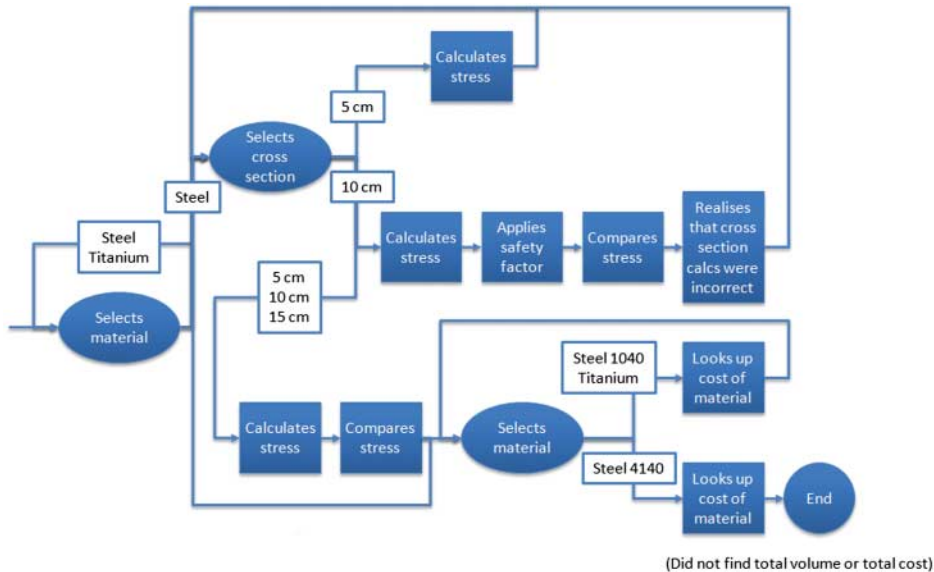 Calculates
stress
5 cm
Selects
cross
section
Steel
10 cm
Steel
Titanium
Calculates
stress
Applies
safety
factor
Compares
stress
Realises
that cross
section
calcs were
incorrect
Selects
material
5 cm
10 cm
15 cm
Steel 1040
Titanium
Looks up
cost of
material
Calculates
stress
Compares
stress
Selects
material
Steel 4140
Looks up
cost of
material
End
(Did not find total volume or total cost)